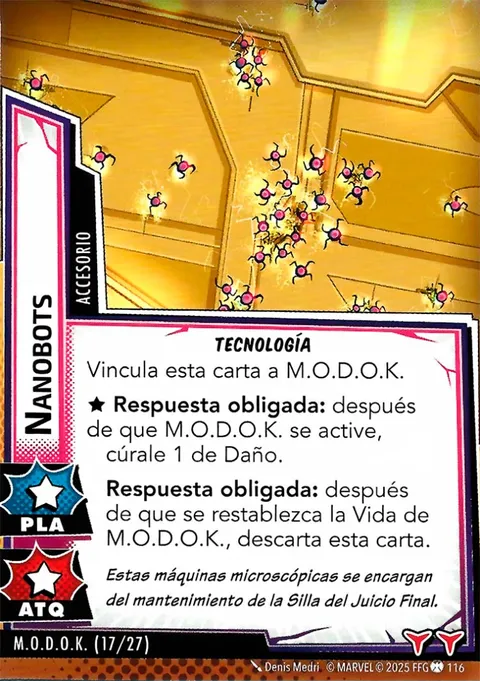 NANOBOTS
ACCESORIO
TECNOLOGÍA
Vincula esta carta a M.O.D.O.K.
★ Respuesta obligada: después
de que M.O.D.O.K. se active,
cúrale 1 de Daño.
Respuesta obligada: después
de que se restablezca la Vida de
M.O.D.O.K., descarta esta carta.
Estas máquinas microscópicas se encargan
del mantenimiento de la Silla del Juicio Final.
PLA
ATQ
M.O.D.O.K. (17/27)
Denis Medri © MARVEL © 2025 FFG 116